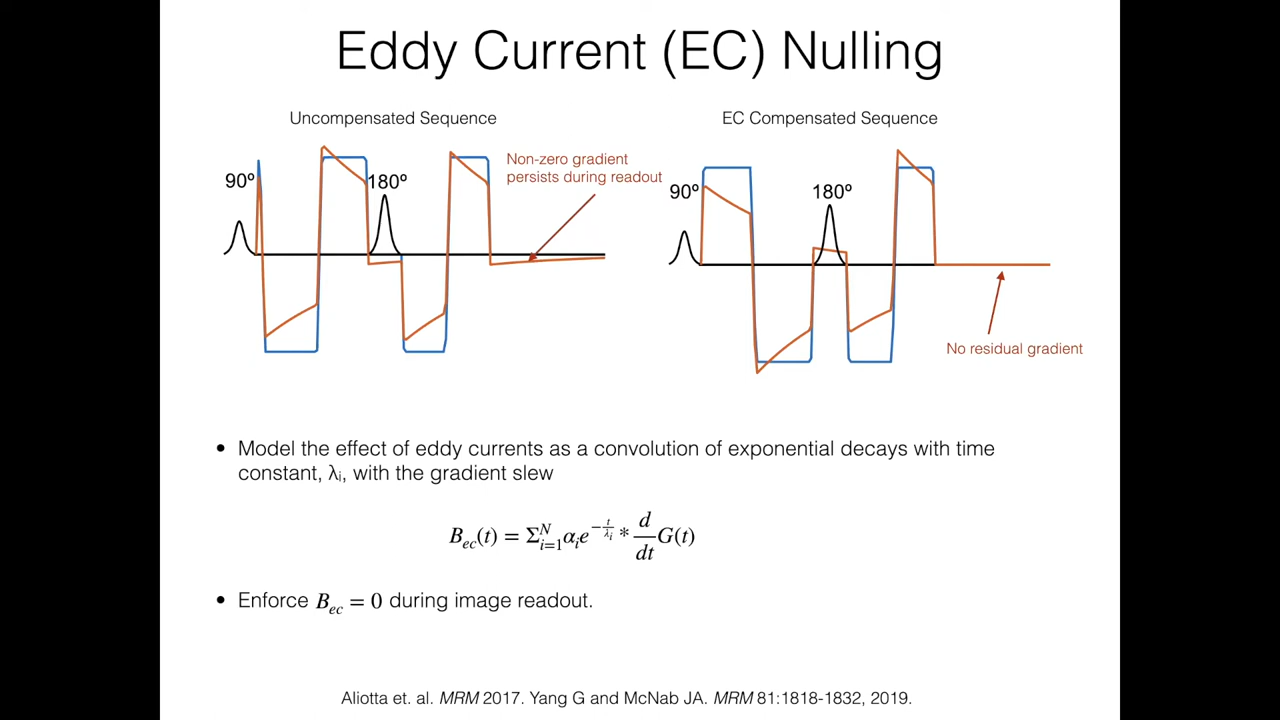 Eddy Current (EC) Nulling
Uncompensated Sequence
EC Compensated Sequence
Non-zero gradient
persists during readout
90º
180º
90º
180º
No residual gradient
• Model the effect of eddy currents as a convolution of exponential decays with time
constant, λᵢ, with the gradient slew
B_ec(t) = Σ_{i=1}^{N} α_i e^{-t/λ_i} * d/dt G(t)
• Enforce B_ec = 0 during image readout.
Aliotta et. al. MRM 2017. Yang G and McNab JA. MRM 81:1818-1832, 2019.